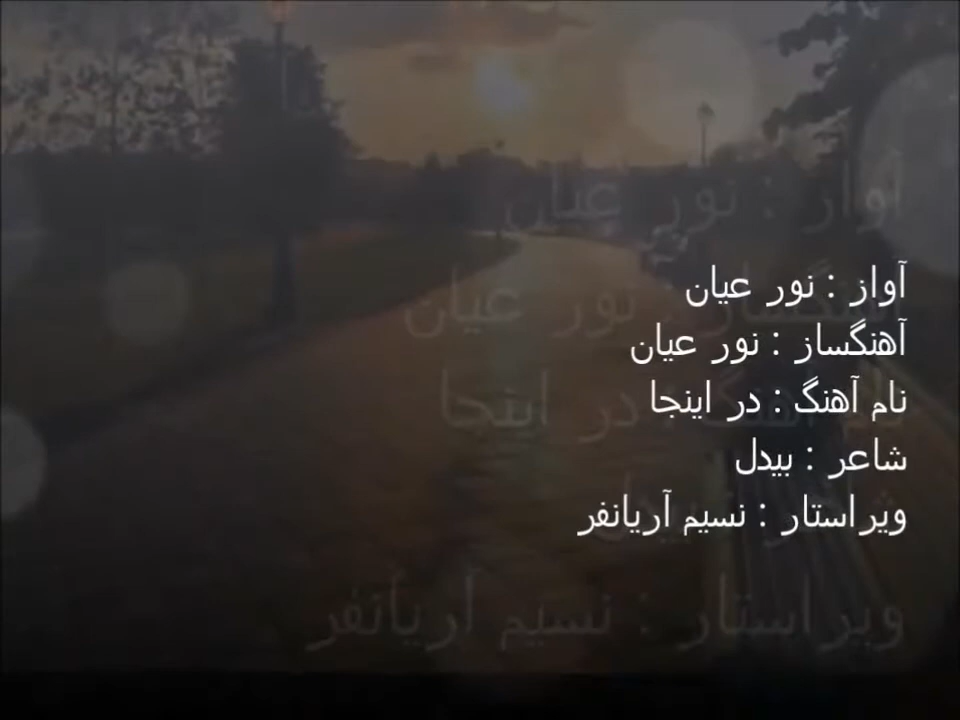 آواز : نور عیان
آهنگساز : نور عیان
نام آهنگ : در اینجا
شاعر : بیدل
ویراستار : نسیم آریانفر